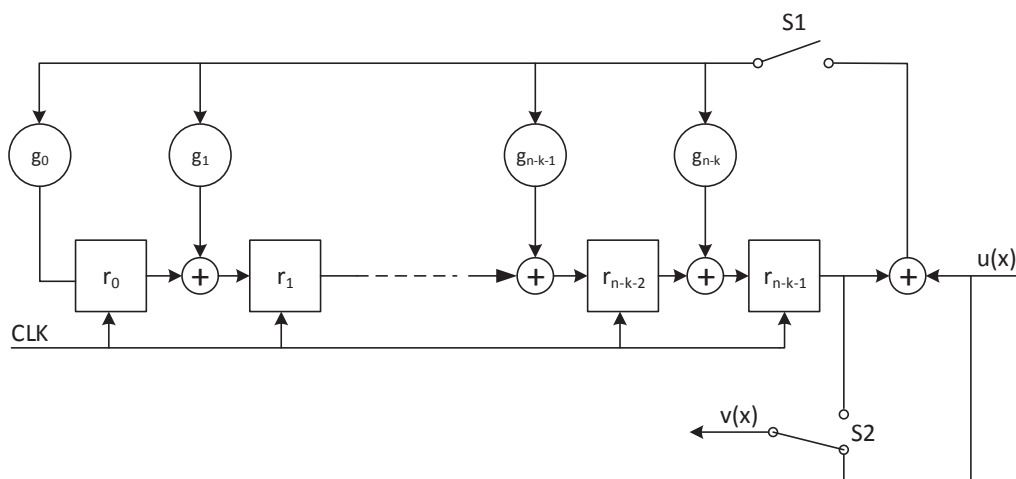 S1
g₀
g₁
gₙ₋ₖ₋₁
gₙ₋ₖ
r₀
+
r₁
+
rₙ₋ₖ₋₂
+
rₙ₋ₖ₋₁
+
u(x)
CLK
v(x)
S2